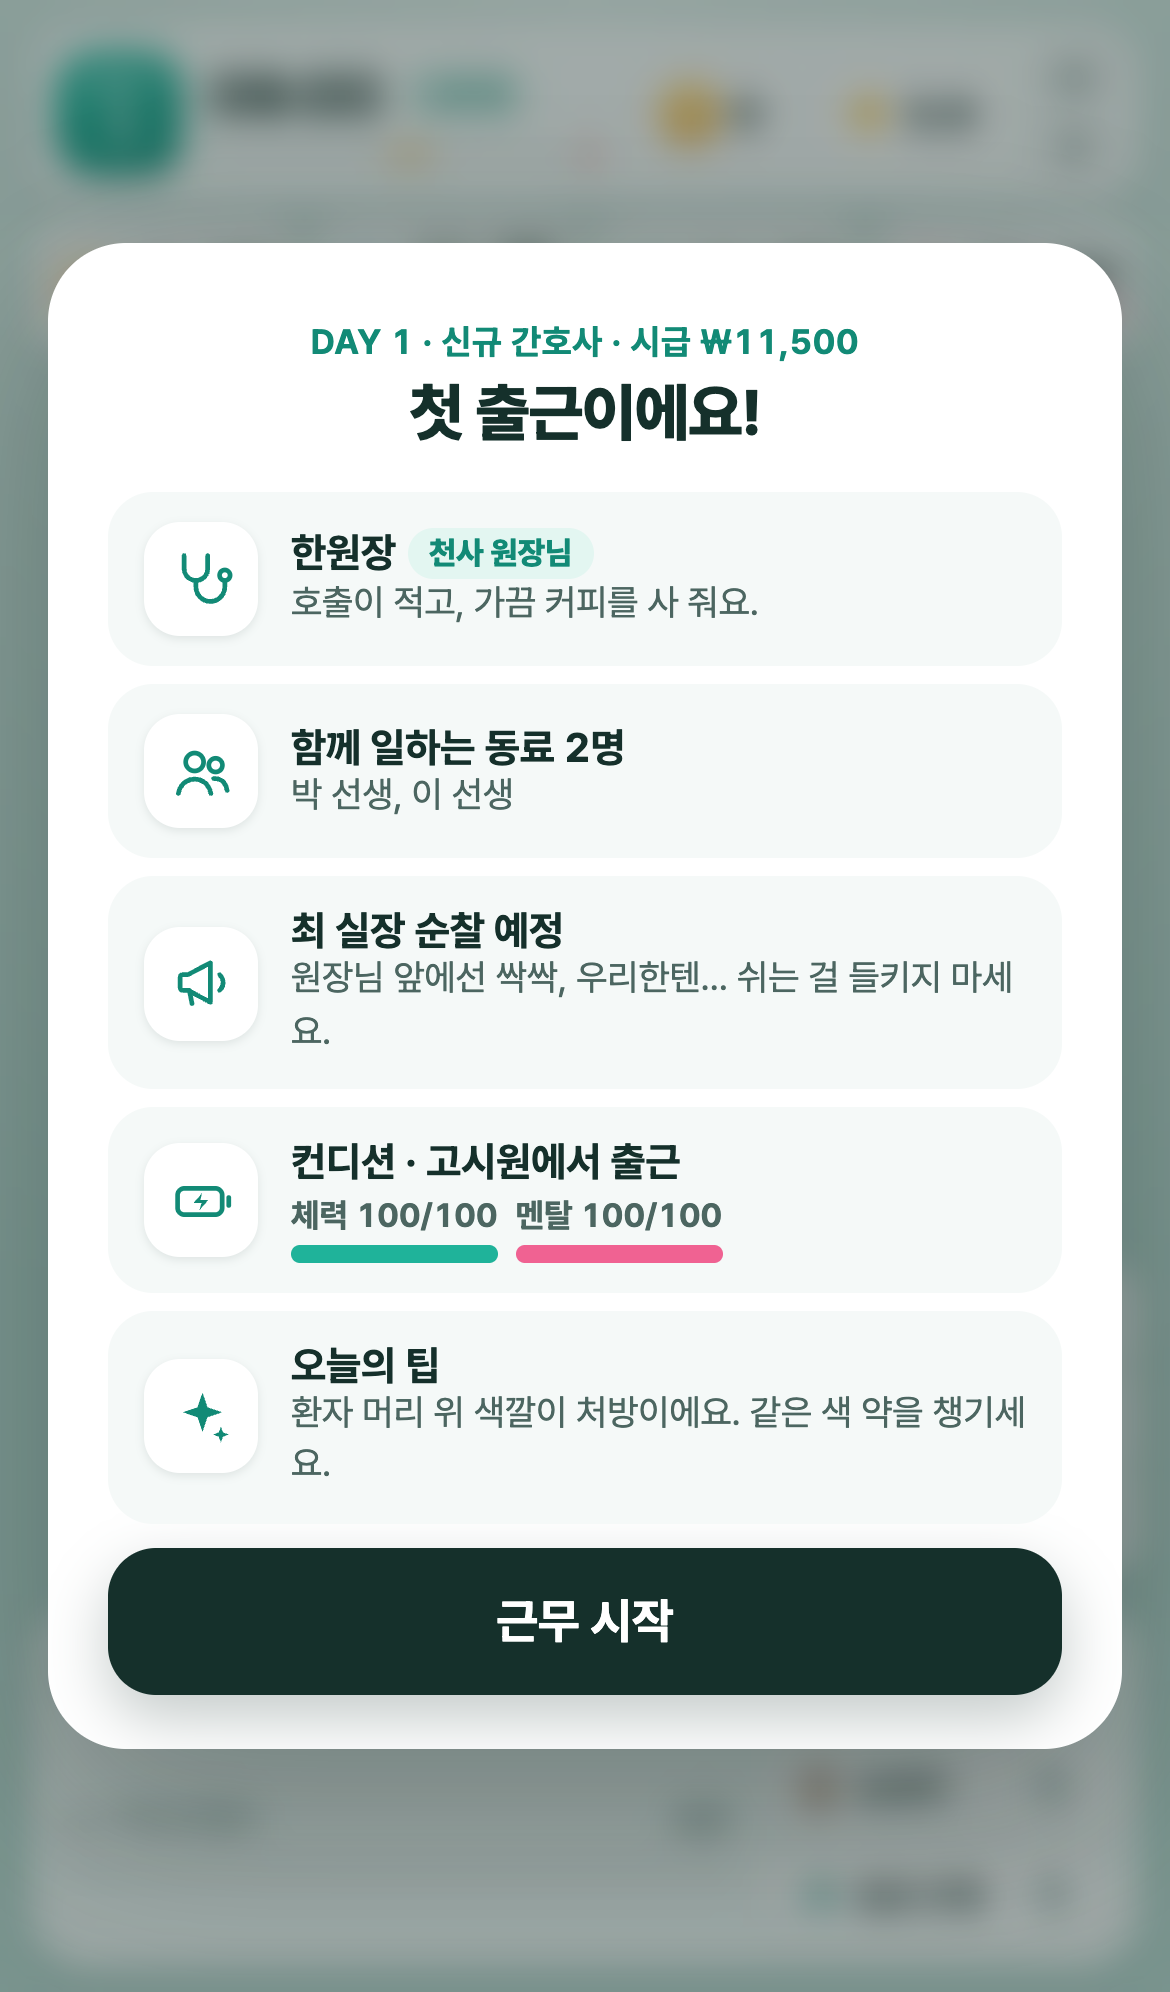 DAY 1 · 신규 간호사 · 시급 ₩11,500
첫 출근이에요!
한원장 천사 원장님
호출이 적고, 가끔 커피를 사 줘요.
함께 일하는 동료 2명
박 선생, 이 선생
최 실장 순찰 예정
원장님 앞에선 싹싹, 우리한텐... 쉬는 걸 들키지 마세
요.
컨디션 · 고시원에서 출근
체력 100/100 멘탈 100/100
오늘의 팁
환자 머리 위 색깔이 처방이에요. 같은 색 약을 챙기세
요.
근무 시작